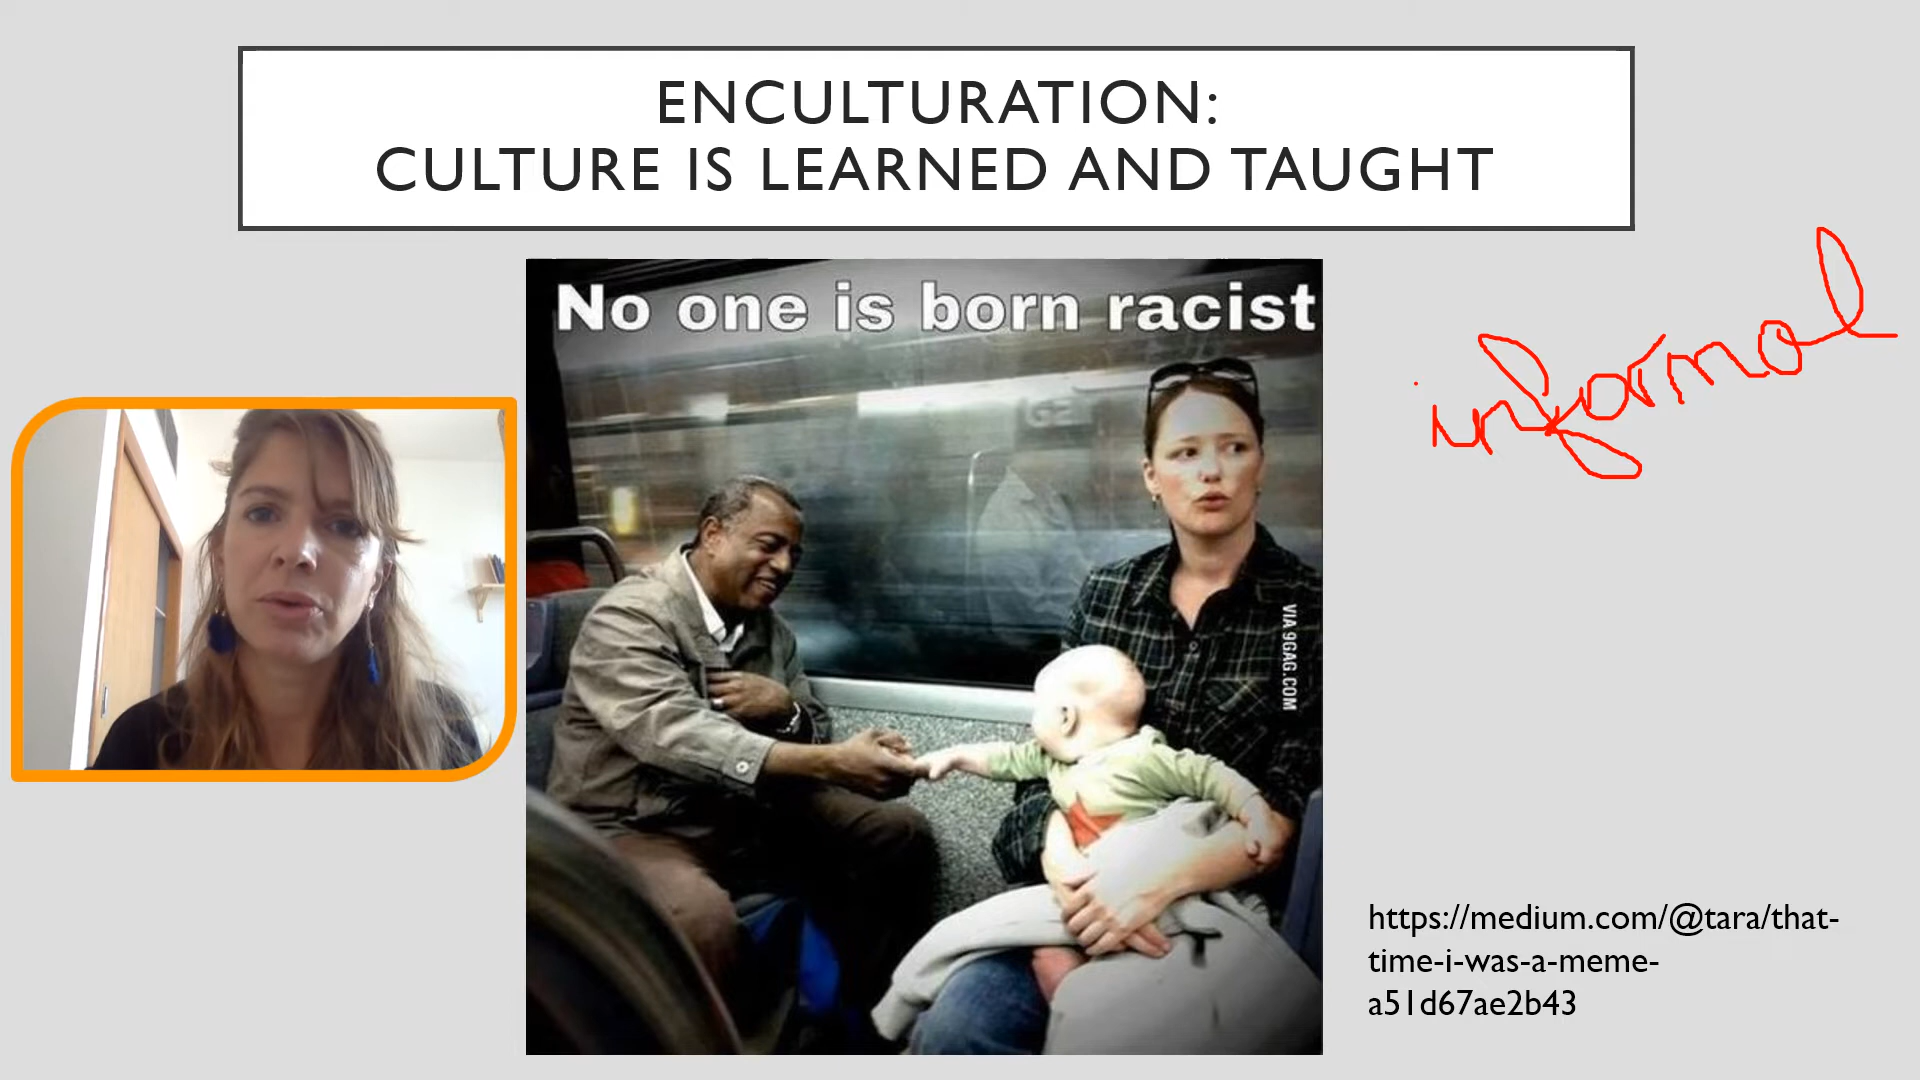 ENCULTURATION:
CULTURE IS LEARNED AND TAUGHT
No one is born racist
informal
VIA 9GAG.COM
https://medium.com/@tara/that-
time-i-was-a-meme-
a51d67ae2b43